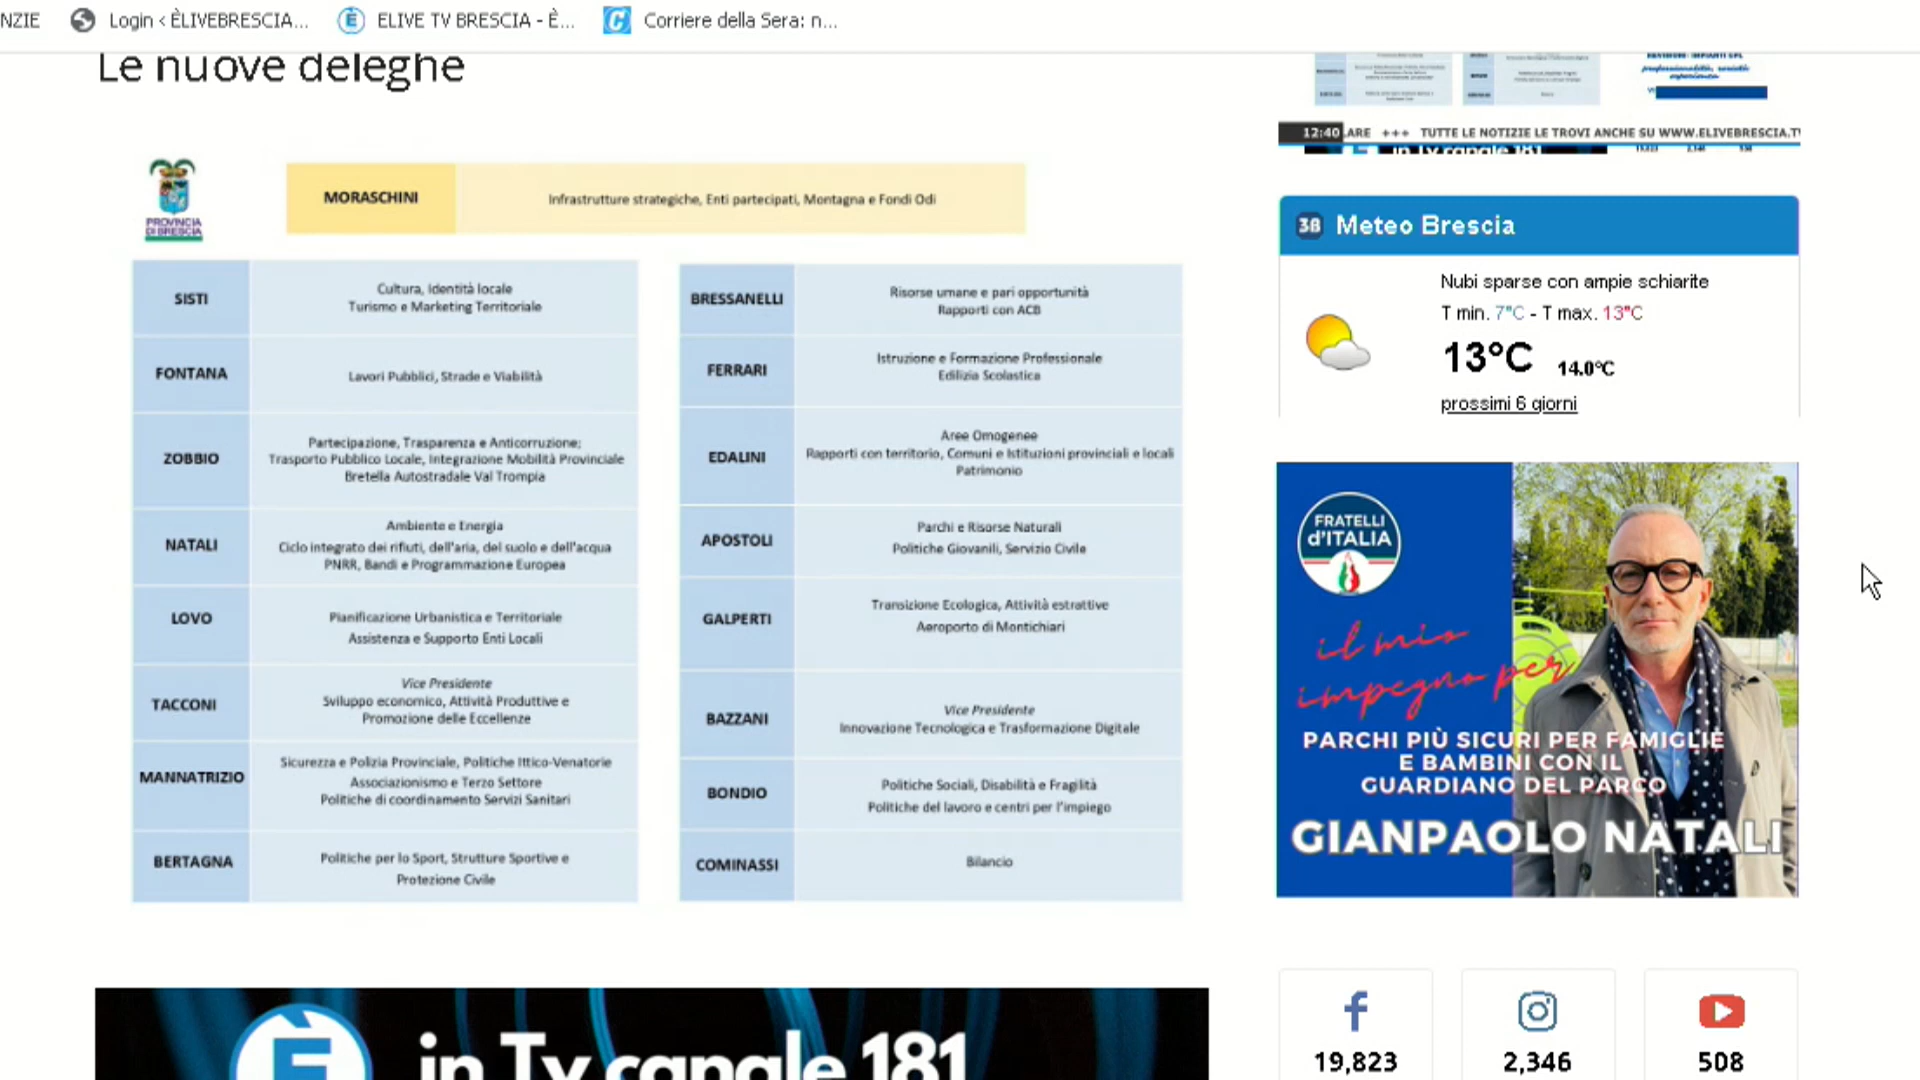 NZIE
Login < ÈLIVEBRESCIA...
ELIVE TV BRESCIA - È...
Corriere della Sera: n...
Le nuove deleghe
PROVINCIA
DI BRESCIA
MORASCHINI
Infrastrutture strategiche, Enti partecipati, Montagna e Fondi Odi
SISTI
Cultura, Identità locale
Turismo e Marketing Territoriale
FONTANA
Lavori Pubblici, Strade e Viabilità
ZOBBIO
Partecipazione, Trasparenza e Anticorruzione;
Trasporto Pubblico Locale, Integrazione Mobilità Provinciale
Bretella Autostradale Val Trompia
NATALI
Ambiente e Energia
Ciclo integrato dei rifiuti, dell'aria, del suolo e dell'acqua
PNRR, Bandi e Programmazione Europea
LOVO
Pianificazione Urbanistica e Territoriale
Assistenza e Supporto Enti Locali
TACCONI
Vice Presidente
Sviluppo economico, Attività Produttive e
Promozione delle Eccellenze
MANNATRIZIO
Sicurezza e Polizia Provinciale, Politiche Ittico-Venatorie
Associazionismo e Terzo Settore
Politiche di coordinamento Servizi Sanitari
BERTAGNA
Politiche per lo Sport, Strutture Sportive e
Protezione Civile
BRESSANELLI
Risorse umane e pari opportunità
Rapporti con ACB
FERRARI
Istruzione e Formazione Professionale
Edilizia Scolastica
EDALINI
Aree Omogenee
Rapporti con territorio, Comuni e Istituzioni provinciali e locali
Patrimonio
APOSTOLI
Parchi e Risorse Naturali
Politiche Giovanili, Servizio Civile
GALPERTI
Transizione Ecologica, Attività estrattive
Aeroporto di Montichiari
BAZZANI
Vice Presidente
Innovazione Tecnologica e Trasformazione Digitale
BONDIO
Politiche Sociali, Disabilità e Fragilità
Politiche del lavoro e centri per l'impiego
COMINASSI
Bilancio
in Tv canale 181
professionalità, serietà
esperienza
12:40 ARE +++ TUTTE LE NOTIZIE LE TROVI ANCHE SU WWW.ELIVEBRESCIA.TV
in Tv canale 181
3B Meteo Brescia
Nubi sparse con ampie schiarite
T min. 7°C - T max. 13°C
13°C 14.0°C
prossimi 6 giorni
FRATELLI
d'ITALIA
il mio
impegno per
PARCHI PIÙ SICURI PER FAMIGLIE
E BAMBINI CON IL
GUARDIANO DEL PARCO
GIANPAOLO NATALI
19,823
2,346
508